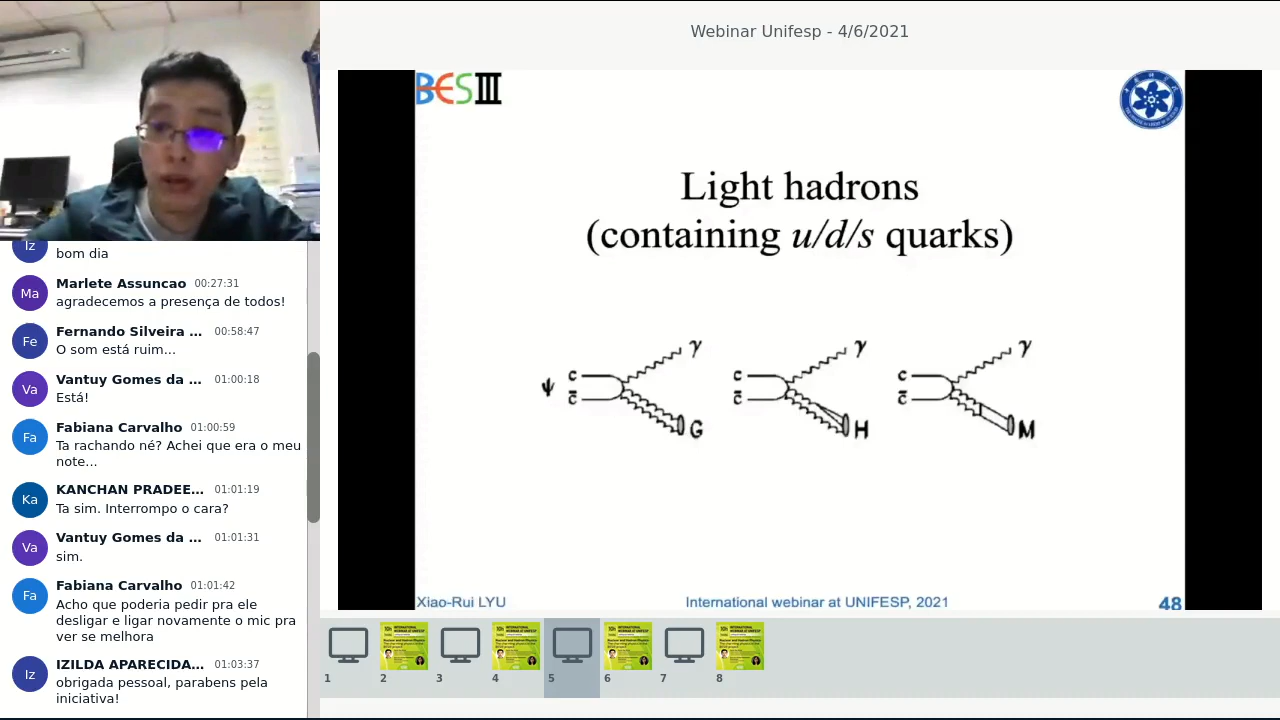 Webinar Unifesp - 4/6/2021
BESIII
Light hadrons
(containing u/d/s quarks)
ψ c c̄ γ G
c c̄ γ H
c c̄ γ M
Xiao-Rui LYU
International webinar at UNIFESP, 2021
48
Iz
bom dia
Ma
Marlete Assuncao 00:27:31
agradecemos a presença de todos!
Fe
Fernando Silveira ... 00:58:47
O som está ruim...
Va
Vantuy Gomes da ... 01:00:18
Está!
Fa
Fabiana Carvalho 01:00:59
Ta rachando né? Achei que era o meu
note...
Ka
KANCHAN PRADEE... 01:01:19
Ta sim. Interrompo o cara?
Va
Vantuy Gomes da ... 01:01:31
sim.
Fa
Fabiana Carvalho 01:01:42
Acho que poderia pedir pra ele
desligar e ligar novamente o mic pra
ver se melhora
Iz
IZILDA APARECIDA... 01:03:37
obrigada pessoal, parabens pela
iniciativa!
1 2 3 4 5 6 7 8